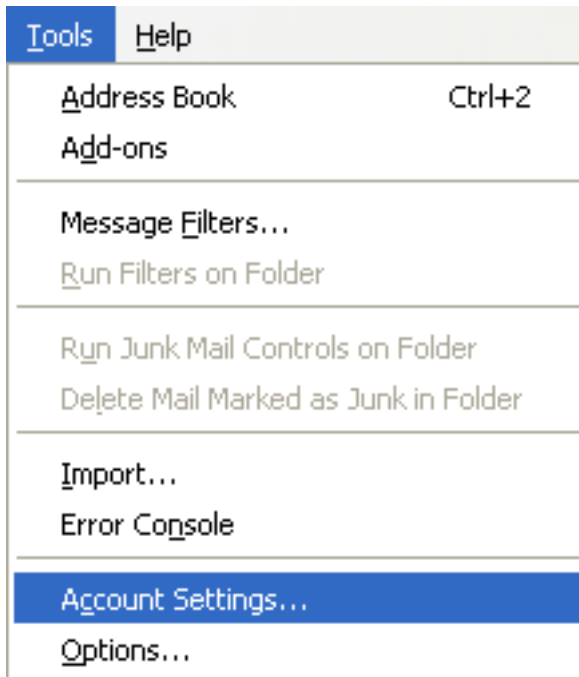 Tools Help
Address Book Ctrl+2
Add-ons
Message Filters...
Run Filters on Folder
Run Junk Mail Controls on Folder
Delete Mail Marked as Junk in Folder
Import...
Error Console
Account Settings...
Options...